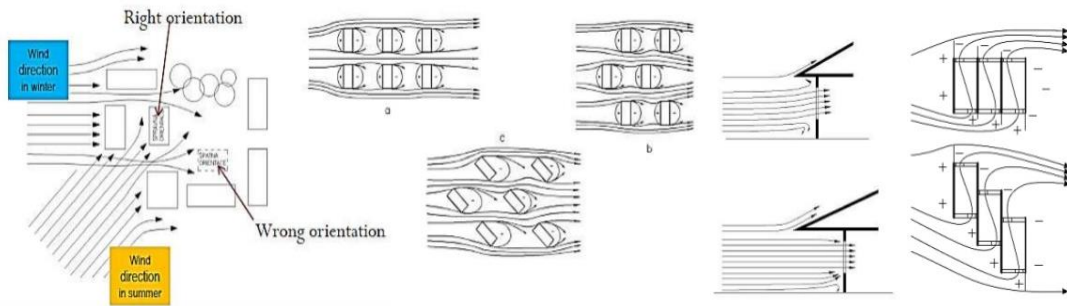 Right orientation
Wind
direction
in winter
Wrong orientation
Wind
direction
in summer
a
c
b